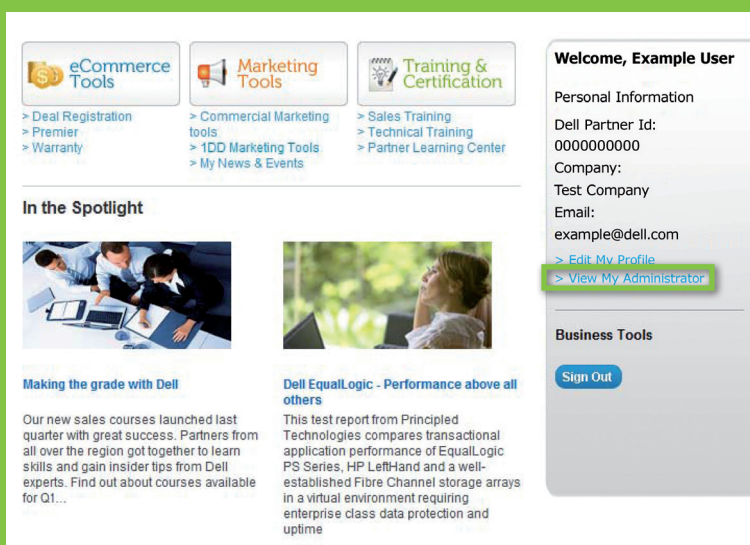 eCommerce
Tools
> Deal Registration
> Premier
> Warranty
Marketing
Tools
> Commercial Marketing
tools
> 1DD Marketing Tools
> My News & Events
Training &
Certification
> Sales Training
> Technical Training
> Partner Learning Center
In the Spotlight
Making the grade with Dell
Our new sales courses launched last
quarter with great success. Partners from
all over the region got together to learn
skills and gain insider tips from Dell
experts. Find out about courses available
for Q1...
Dell EqualLogic - Performance above all
others
This test report from Principled
Technologies compares transactional
application performance of EqualLogic
PS Series, HP LeftHand and a well-
established Fibre Channel storage arrays
in a virtual environment requiring
enterprise class data protection and
uptime
Welcome, Example User
Personal Information
Dell Partner Id:
0000000000
Company:
Test Company
Email:
example@dell.com
> Edit My Profile
> View My Administrator
Business Tools
Sign Out